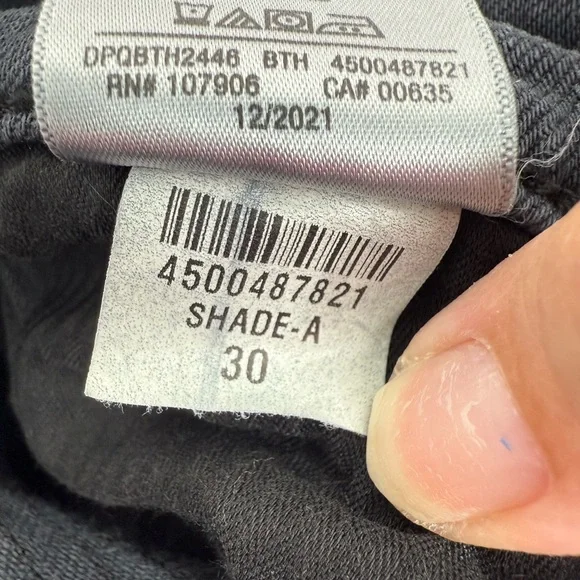 DPQBTH2446 BTH 4500487821
RN# 107906 CA# 00635
12/2021
4500487821
SHADE-A
30